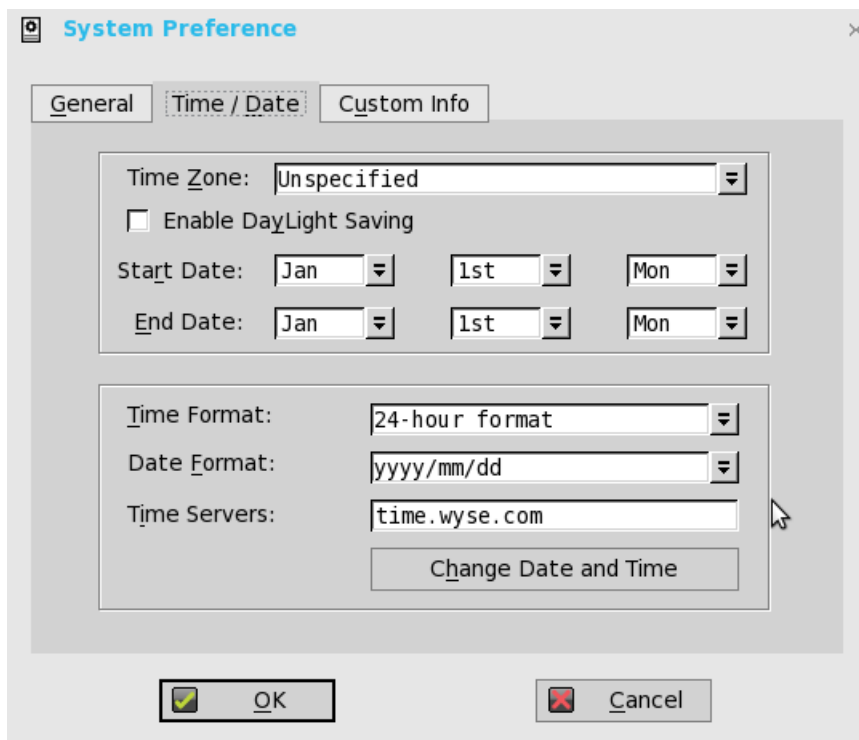 System Preference
General Time / Date Custom Info
Time Zone: Unspecified
Enable DayLight Saving
Start Date: Jan 1st Mon
End Date: Jan 1st Mon
Time Format: 24-hour format
Date Format: yyyy/mm/dd
Time Servers: time.wyse.com
Change Date and Time
OK Cancel